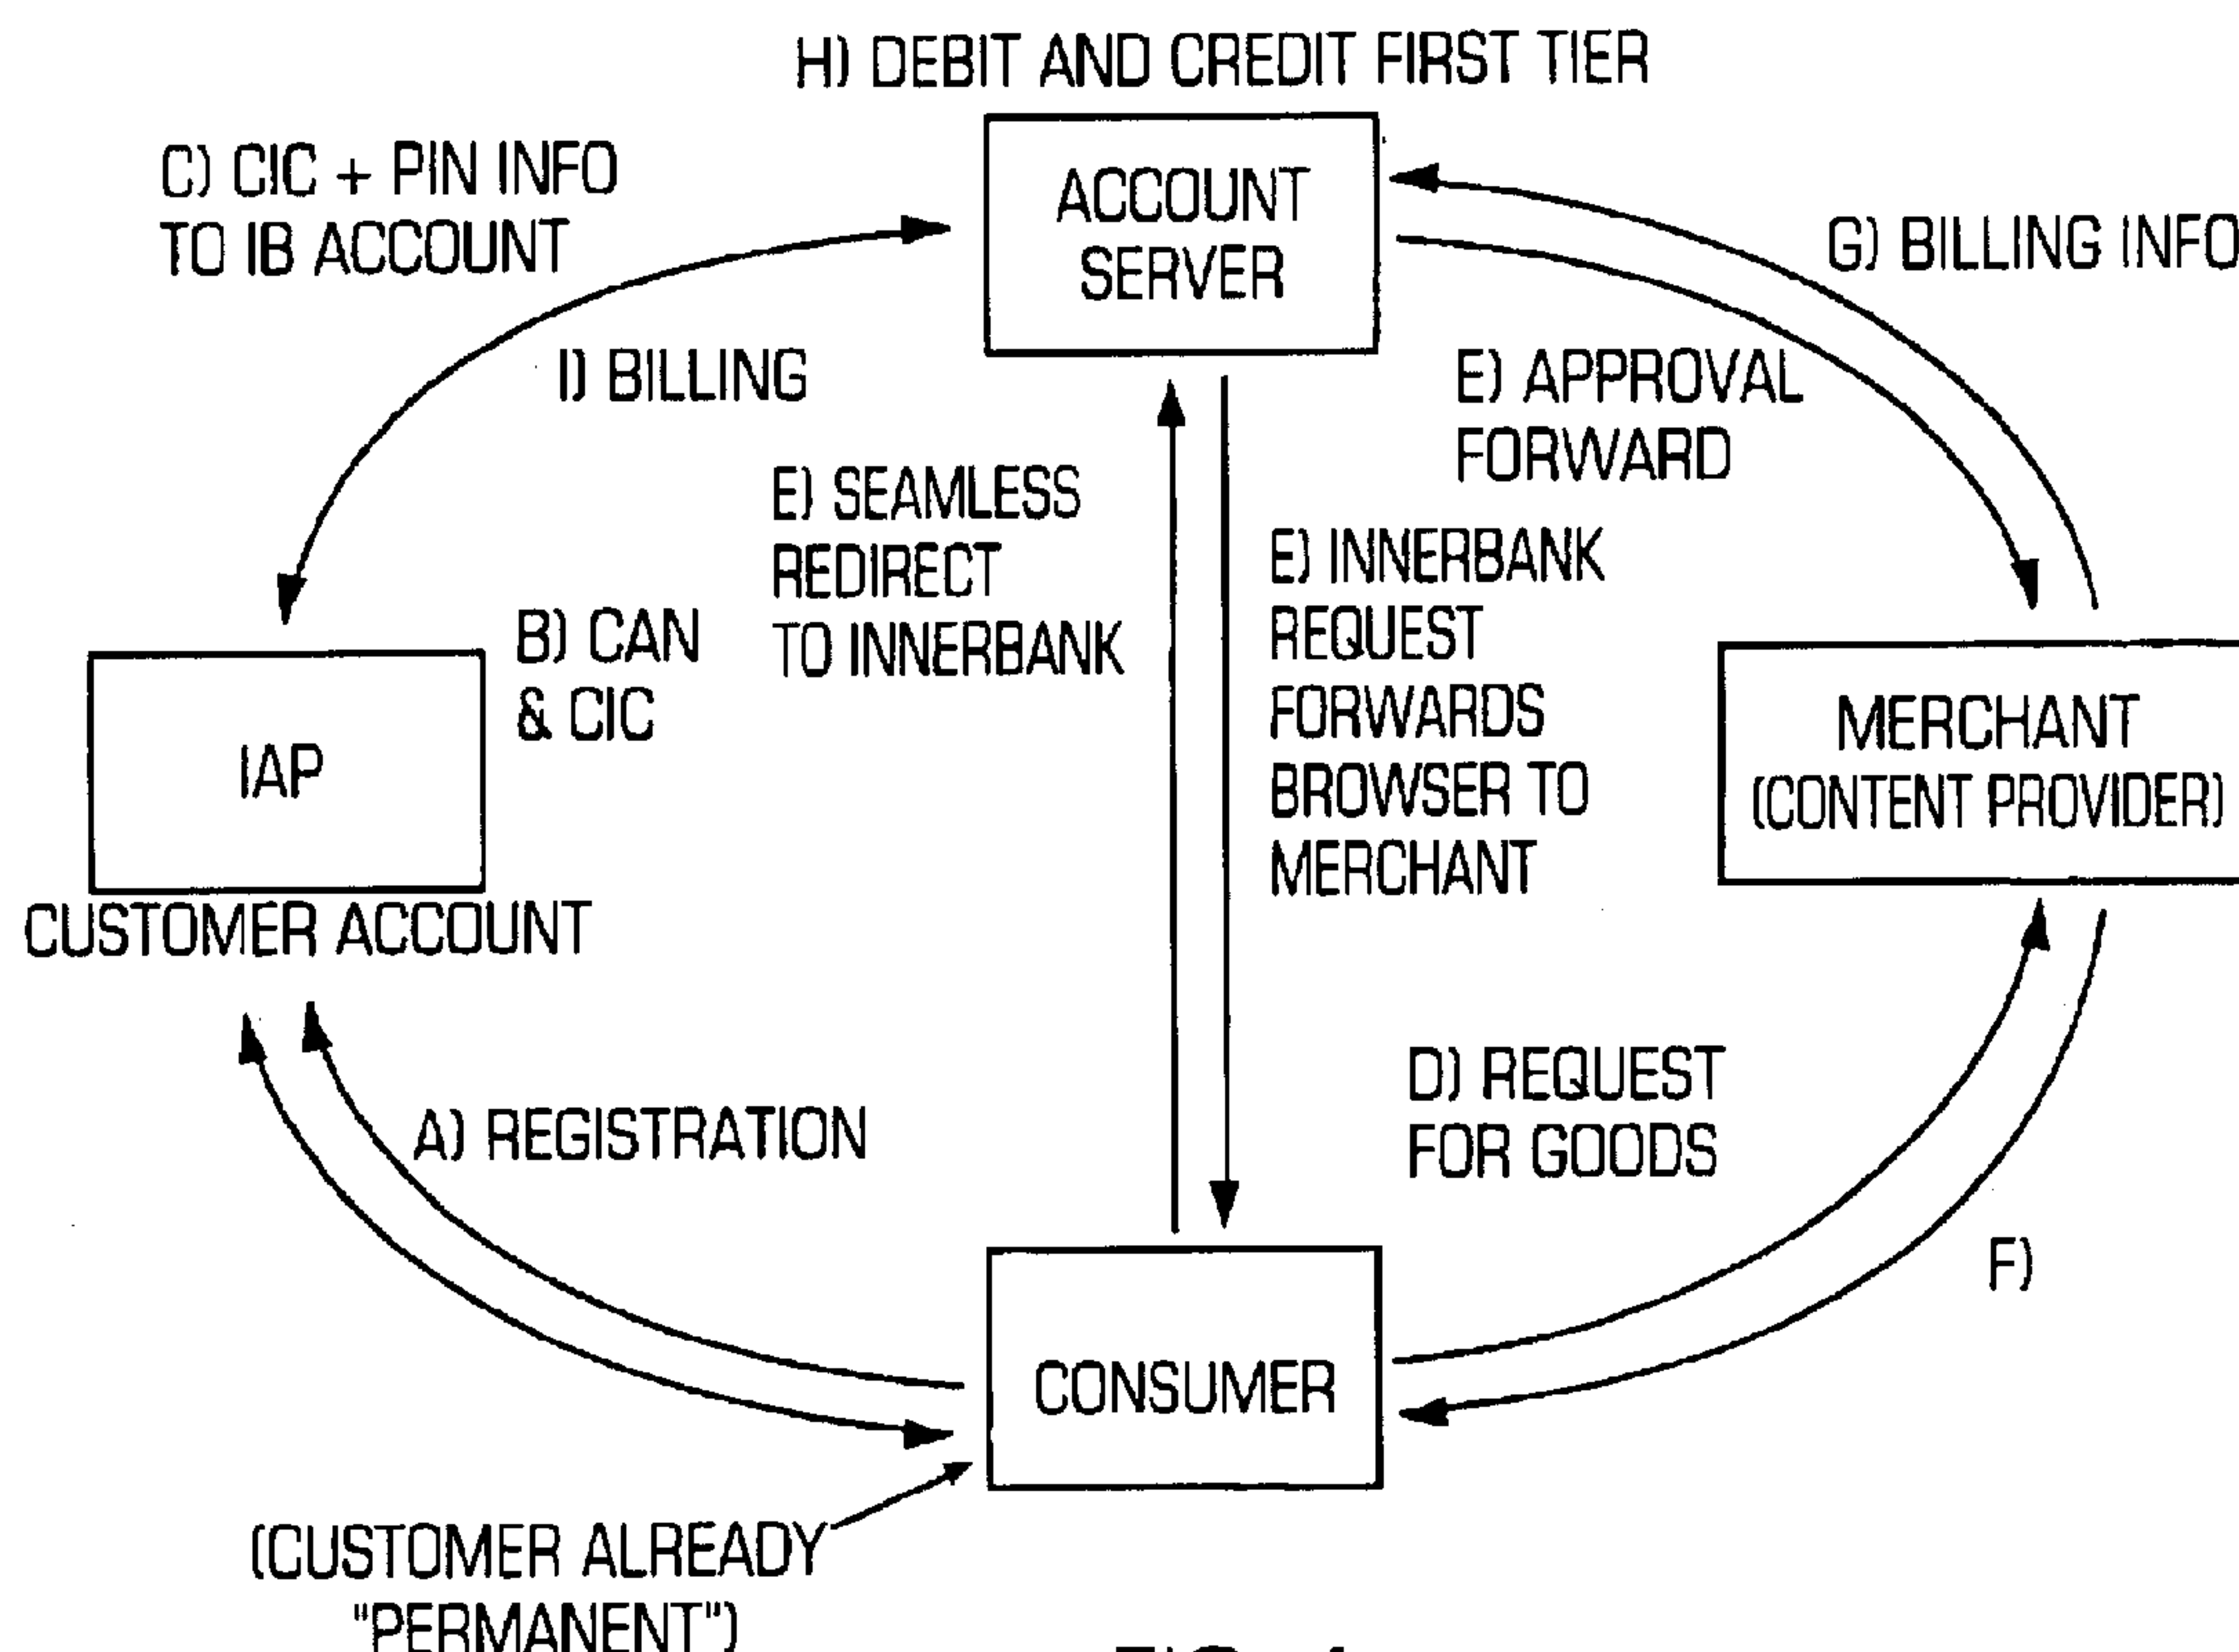 H) DEBIT AND CREDIT FIRST TIER
C) CIC + PIN INFO
TO IB ACCOUNT
ACCOUNT
SERVER
G) BILLING INFO
I) BILLING
E) APPROVAL
FORWARD
E) SEAMLESS
REDIRECT
TO INNERBANK
E) INNERBANK
REQUEST
FORWARDS
BROWSER TO
MERCHANT
B) CAN
& CIC
IAP
MERCHANT
(CONTENT PROVIDER)
CUSTOMER ACCOUNT
A) REGISTRATION
D) REQUEST
FOR GOODS
F)
CONSUMER
(CUSTOMER ALREADY
"PERMANENT")